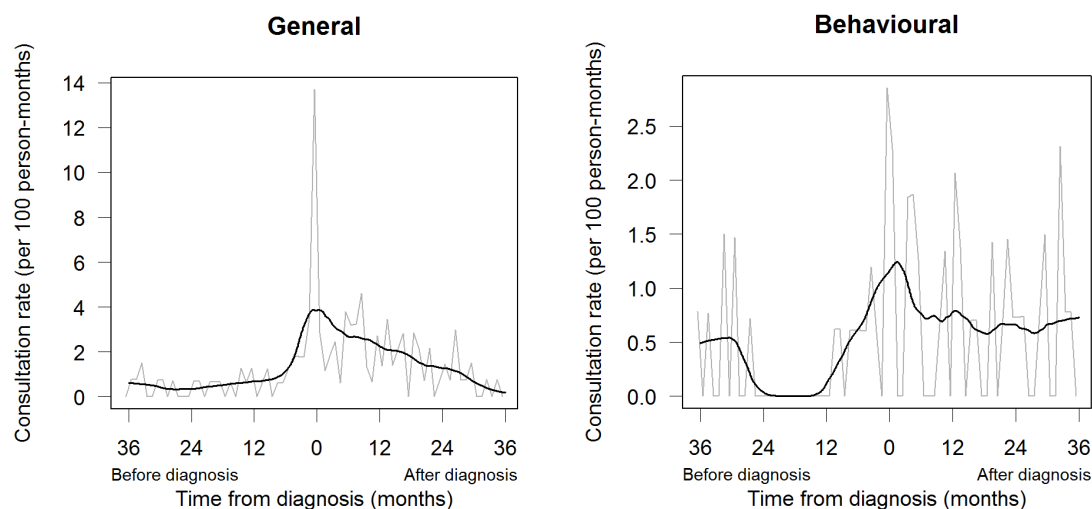 General
Consultation rate (per 100 person-months)
14
12
10
8
6
4
2
0
36 24 12 0 12 24 36
Before diagnosis After diagnosis
Time from diagnosis (months)
Behavioural
Consultation rate (per 100 person-months)
2.5
2.0
1.5
1.0
0.5
0.0
36 24 12 0 12 24 36
Before diagnosis After diagnosis
Time from diagnosis (months)